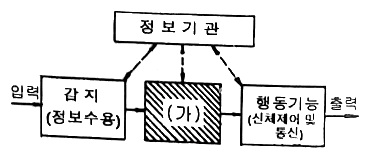 정보기관
입력
감지
(정보수용)
(가)
행동기능
(신체제어 및
통신)
출력